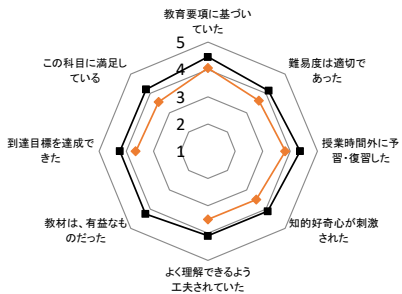 教育要項に基づい
ていた
難易度は適切で
あった
授業時間外に予
習・復習した
知的好奇心が刺激
された
よく理解できるよう
工夫されていた
教材は、有益なも
のだった
到達目標を達成で
きた
この科目に満足し
ている
5
4
3
2
1